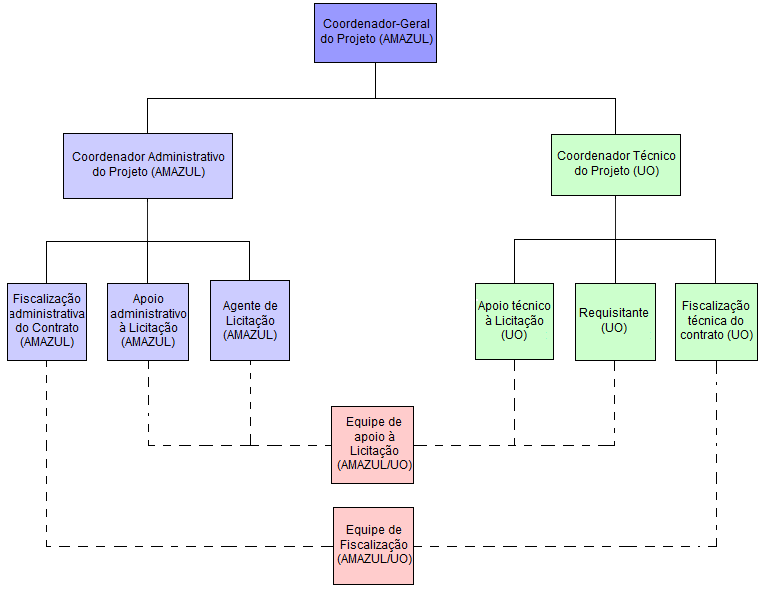 Coordenador-Geral
do Projeto (AMAZUL)
Coordenador Administrativo
do Projeto (AMAZUL)
Coordenador Técnico
do Projeto (UO)
Fiscalização
administrativa
do Contrato
(AMAZUL)
Apoio
administrativo
à Licitação
(AMAZUL)
Agente de
Licitação
(AMAZUL)
Apoio técnico
à Licitação
(UO)
Requisitante
(UO)
Fiscalização
técnica do
contrato (UO)
Equipe de
apoio à
Licitação
(AMAZUL/UO)
Equipe de
Fiscalização
(AMAZUL/UO)